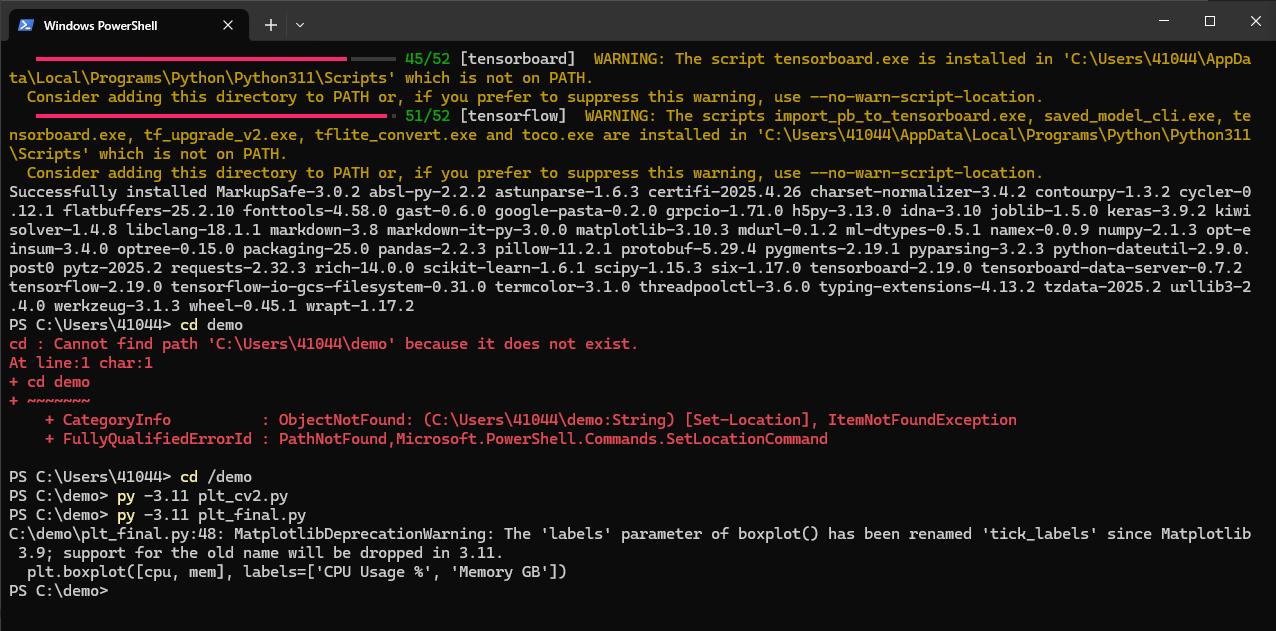 Windows PowerShell
45/52 [tensorboard]  WARNING: The script tensorboard.exe is installed in 'C:\Users\41044\AppDa
ta\Local\Programs\Python\Python311\Scripts' which is not on PATH.
  Consider adding this directory to PATH or, if you prefer to suppress this warning, use --no-warn-script-location.
51/52 [tensorflow]  WARNING: The scripts import_pb_to_tensorboard.exe, saved_model_cli.exe, te
nsorboard.exe, tf_upgrade_v2.exe, tflite_convert.exe and toco.exe are installed in 'C:\Users\41044\AppData\Local\Programs\Python\Python311
\Scripts' which is not on PATH.
  Consider adding this directory to PATH or, if you prefer to suppress this warning, use --no-warn-script-location.
Successfully installed MarkupSafe-3.0.2 absl-py-2.2.2 astunparse-1.6.3 certifi-2025.4.26 charset-normalizer-3.4.2 contourpy-1.3.2 cycler-0
.12.1 flatbuffers-25.2.10 fonttools-4.58.0 gast-0.6.0 google-pasta-0.2.0 grpcio-1.71.0 h5py-3.13.0 idna-3.10 joblib-1.5.0 keras-3.9.2 kiwi
solver-1.4.8 libclang-18.1.1 markdown-3.8 markdown-it-py-3.0.0 matplotlib-3.10.3 mdurl-0.1.2 ml-dtypes-0.5.1 namex-0.0.9 numpy-2.1.3 opt-e
insum-3.4.0 optree-0.15.0 packaging-25.0 pandas-2.2.3 pillow-11.2.1 protobuf-5.29.4 pygments-2.19.1 pyparsing-3.2.3 python-dateutil-2.9.0.
post0 pytz-2025.2 requests-2.32.3 rich-14.0.0 scikit-learn-1.6.1 scipy-1.15.3 six-1.17.0 tensorboard-2.19.0 tensorboard-data-server-0.7.2
tensorflow-2.19.0 tensorflow-io-gcs-filesystem-0.31.0 termcolor-3.1.0 threadpoolctl-3.6.0 typing-extensions-4.13.2 tzdata-2025.2 urllib3-2
.4.0 werkzeug-3.1.3 wheel-0.45.1 wrapt-1.17.2
PS C:\Users\41044> cd demo
cd : Cannot find path 'C:\Users\41044\demo' because it does not exist.
At line:1 char:1
+ cd demo
+ ~~~~~~~
    + CategoryInfo          : ObjectNotFound: (C:\Users\41044\demo:String) [Set-Location], ItemNotFoundException
    + FullyQualifiedErrorId : PathNotFound,Microsoft.PowerShell.Commands.SetLocationCommand
PS C:\Users\41044> cd /demo
PS C:\demo> py -3.11 plt_cv2.py
PS C:\demo> py -3.11 plt_final.py
C:\demo\plt_final.py:48: MatplotlibDeprecationWarning: The 'labels' parameter of boxplot() has been renamed 'tick_labels' since Matplotlib
 3.9; support for the old name will be dropped in 3.11.
  plt.boxplot([cpu, mem], labels=['CPU Usage %', 'Memory GB'])
PS C:\demo>